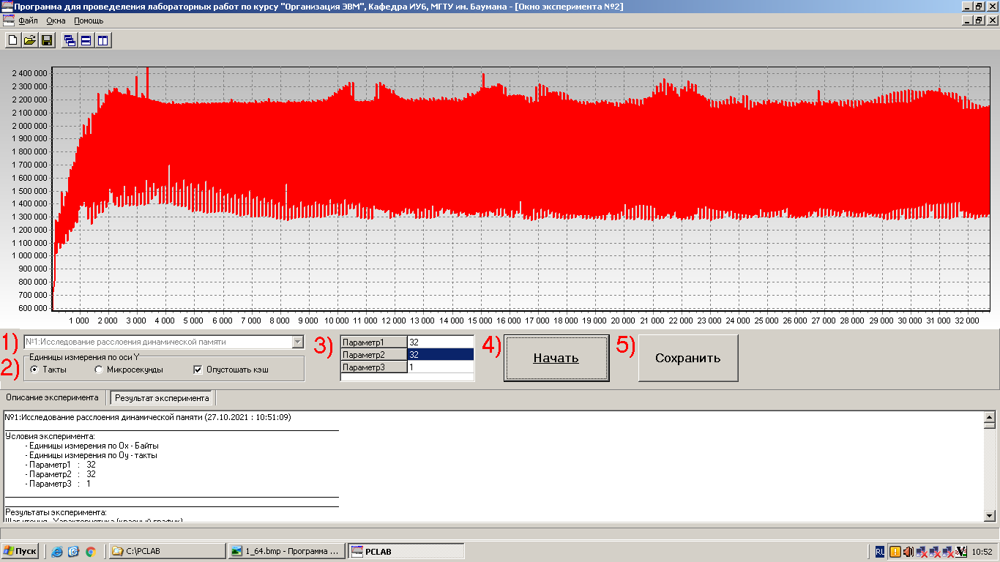 Программа для проведеления лабораторных работ по курсу "Организация ЭВМ", Кафедра ИУ6, МГТУ им. Баумана - [Окно эксперимента №2]
Файл Окна Помощь
2 400 000
2 300 000
2 200 000
2 100 000
2 000 000
1 900 000
1 800 000
1 700 000
1 600 000
1 500 000
1 400 000
1 300 000
1 200 000
1 100 000
1 000 000
900 000
800 000
700 000
600 000
1 000 2 000 3 000 4 000 5 000 6 000 7 000 8 000 9 000 10 000 11 000 12 000 13 000 14 000 15 000 16 000 17 000 18 000 19 000 20 000 21 000 22 000 23 000 24 000 25 000 26 000 27 000 28 000 29 000 30 000 31 000 32 000
1) №1:Исследование расслоения динамической памяти
2) Единицы измерения по оси Y
Такты Микросекунды Опустошать кэш
3) Параметр1 32
Параметр2 32
Параметр3 1
4) Начать
5) Сохранить
Описание эксперимента Результат эксперимента
№1:Исследование расслоения динамической памяти (27.10.2021 : 10:51:09)
Условия эксперимента:
- Единицы измерения по Ox - Байты
- Единицы измерения по Oy - такты
- Параметр1 : 32
- Параметр2 : 32
- Параметр3 : 1
Результаты эксперимента:
Шаг чтения - Характеристика (красный график)
Пуск C:\PCLAB 1_64.bmp - Программа ... PCLAB RU 10:52